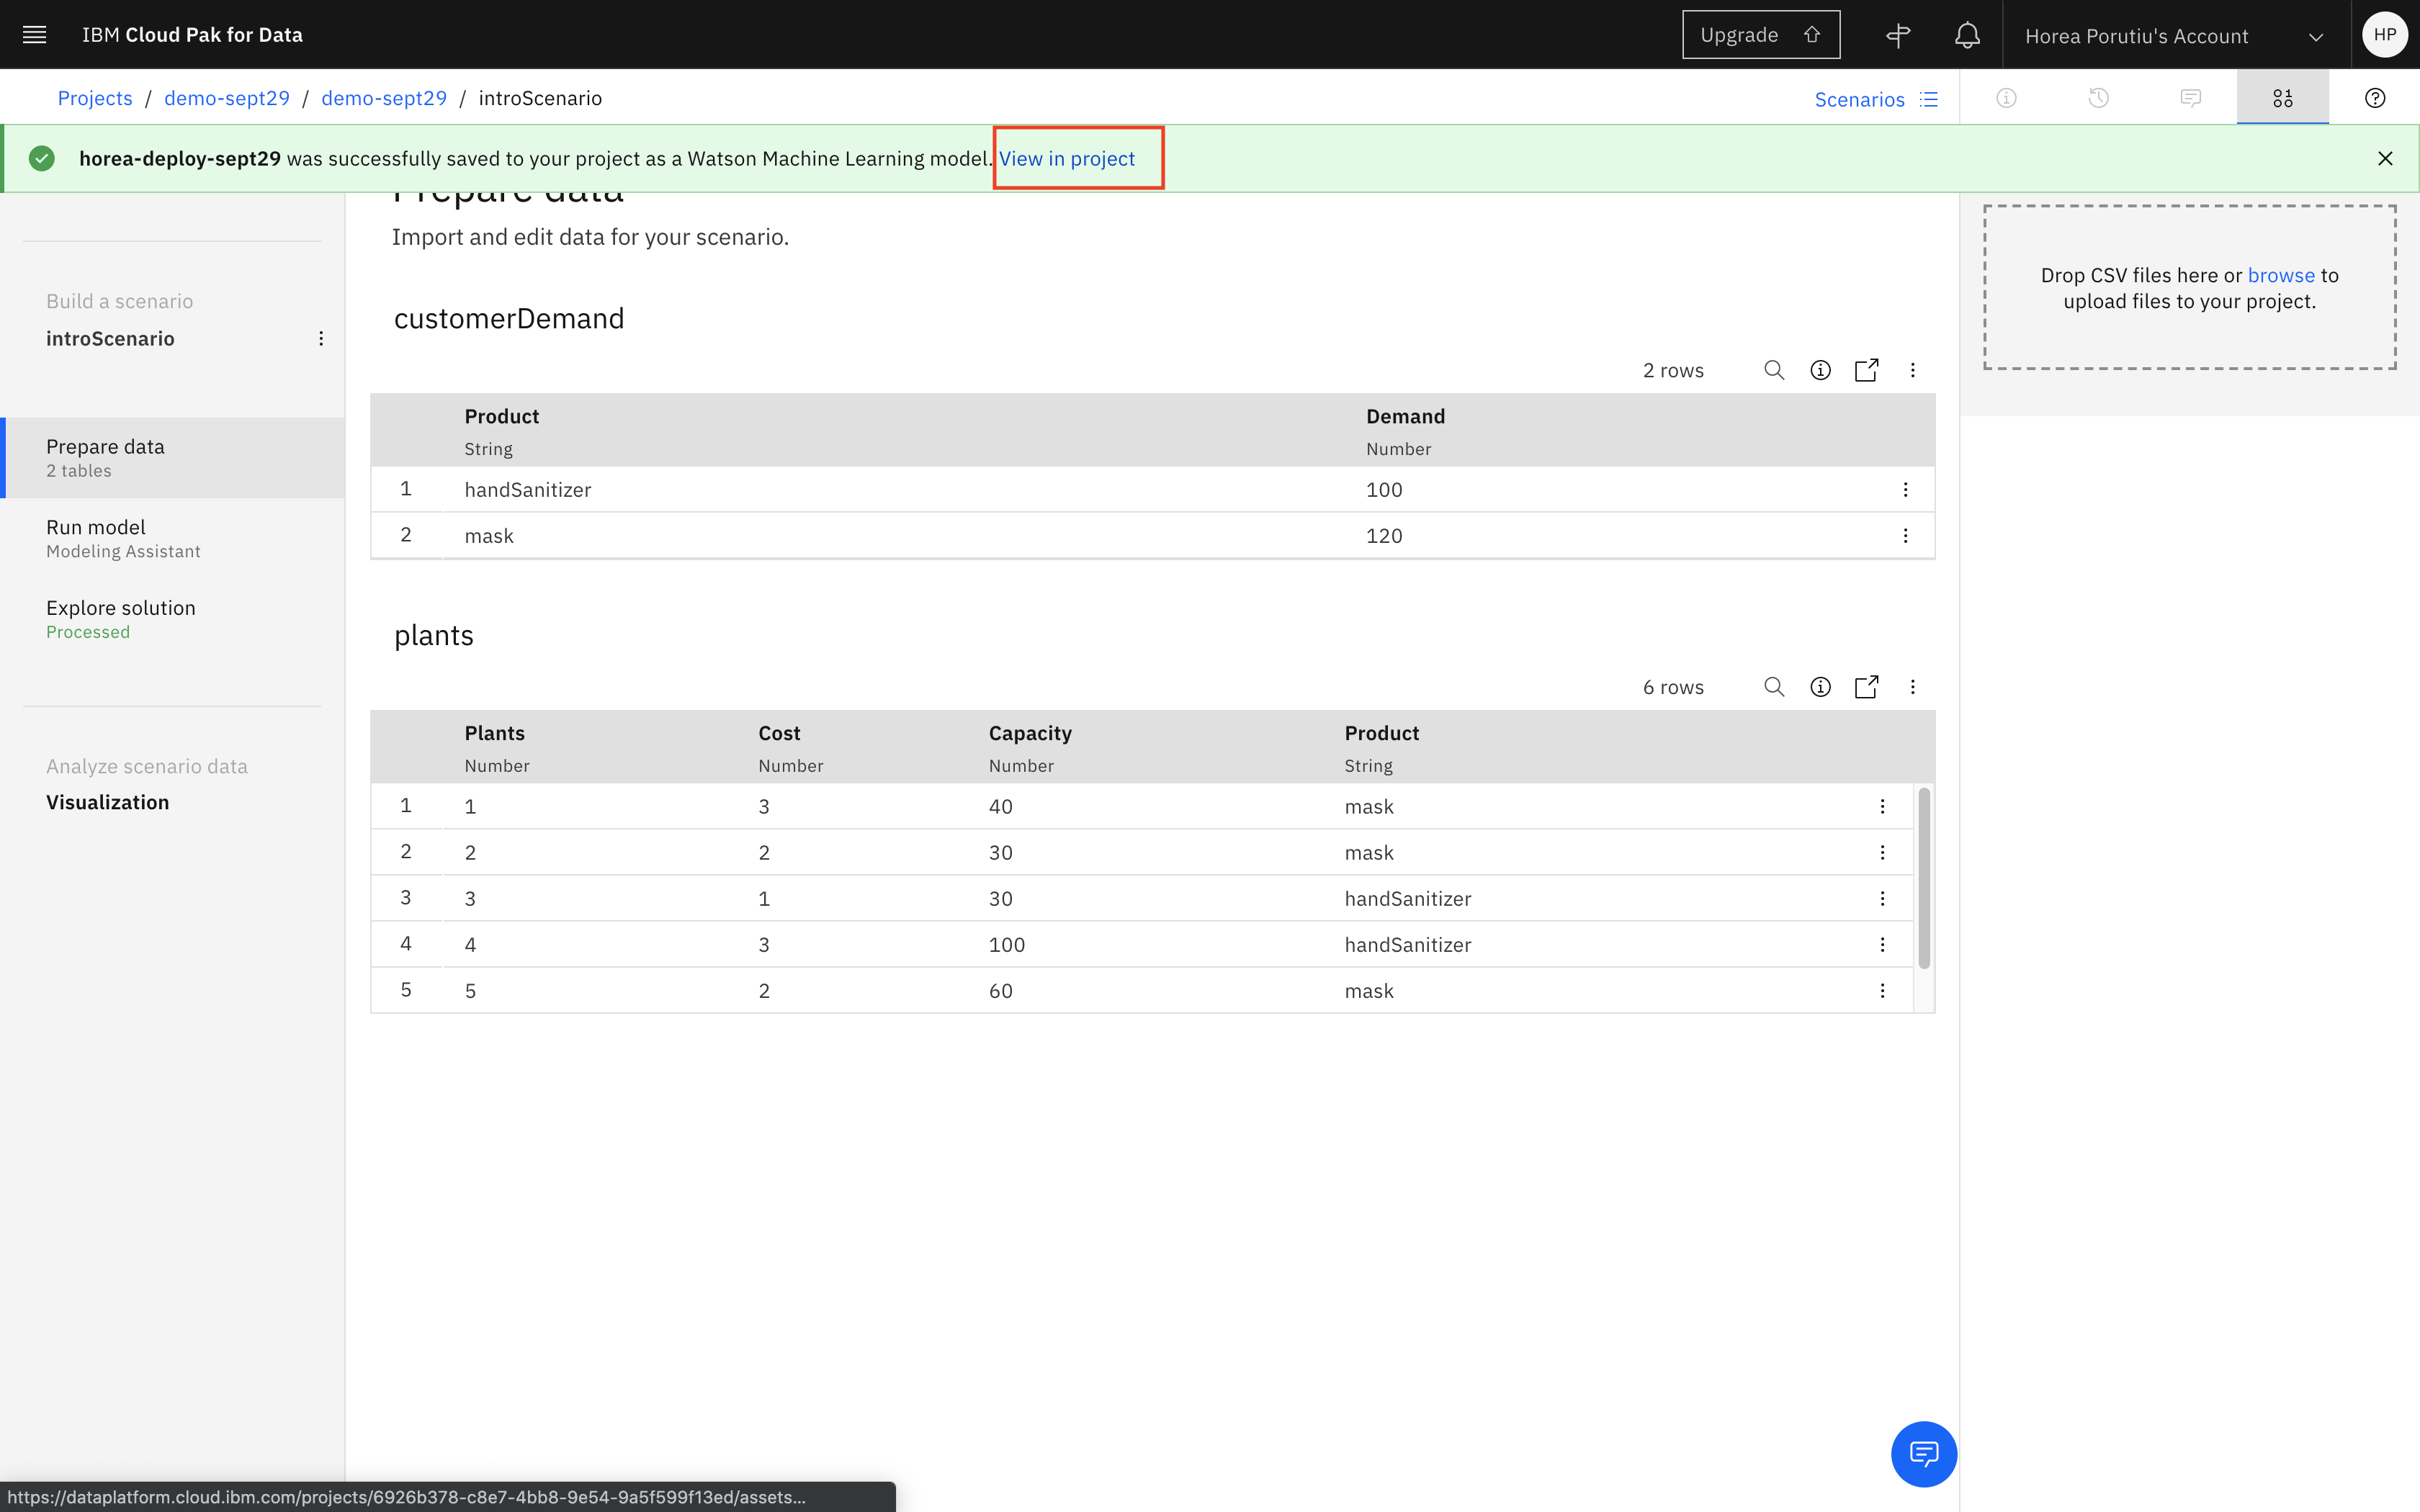 IBM Cloud Pak for Data
Upgrade
Horea Porutiu's Account
HP
Projects / demo-sept29 / demo-sept29 / introScenario
Scenarios
horea-deploy-sept29 was successfully saved to your project as a Watson Machine Learning model. View in project
Prepare data
Import and edit data for your scenario.
Build a scenario
introScenario
Prepare data
2 tables
Run model
Modeling Assistant
Explore solution
Processed
Analyze scenario data
Visualization
customerDemand
2 rows
Product Demand
String Number
1 handSanitizer 100
2 mask 120
plants
6 rows
Plants Cost Capacity Product
Number Number Number String
1 1 3 40 mask
2 2 2 30 mask
3 3 1 30 handSanitizer
4 4 3 100 handSanitizer
5 5 2 60 mask
Drop CSV files here or browse to
upload files to your project.
https://dataplatform.cloud.ibm.com/projects/6926b378-c8e7-4bb8-9e54-9a5f599f13ed/assets...